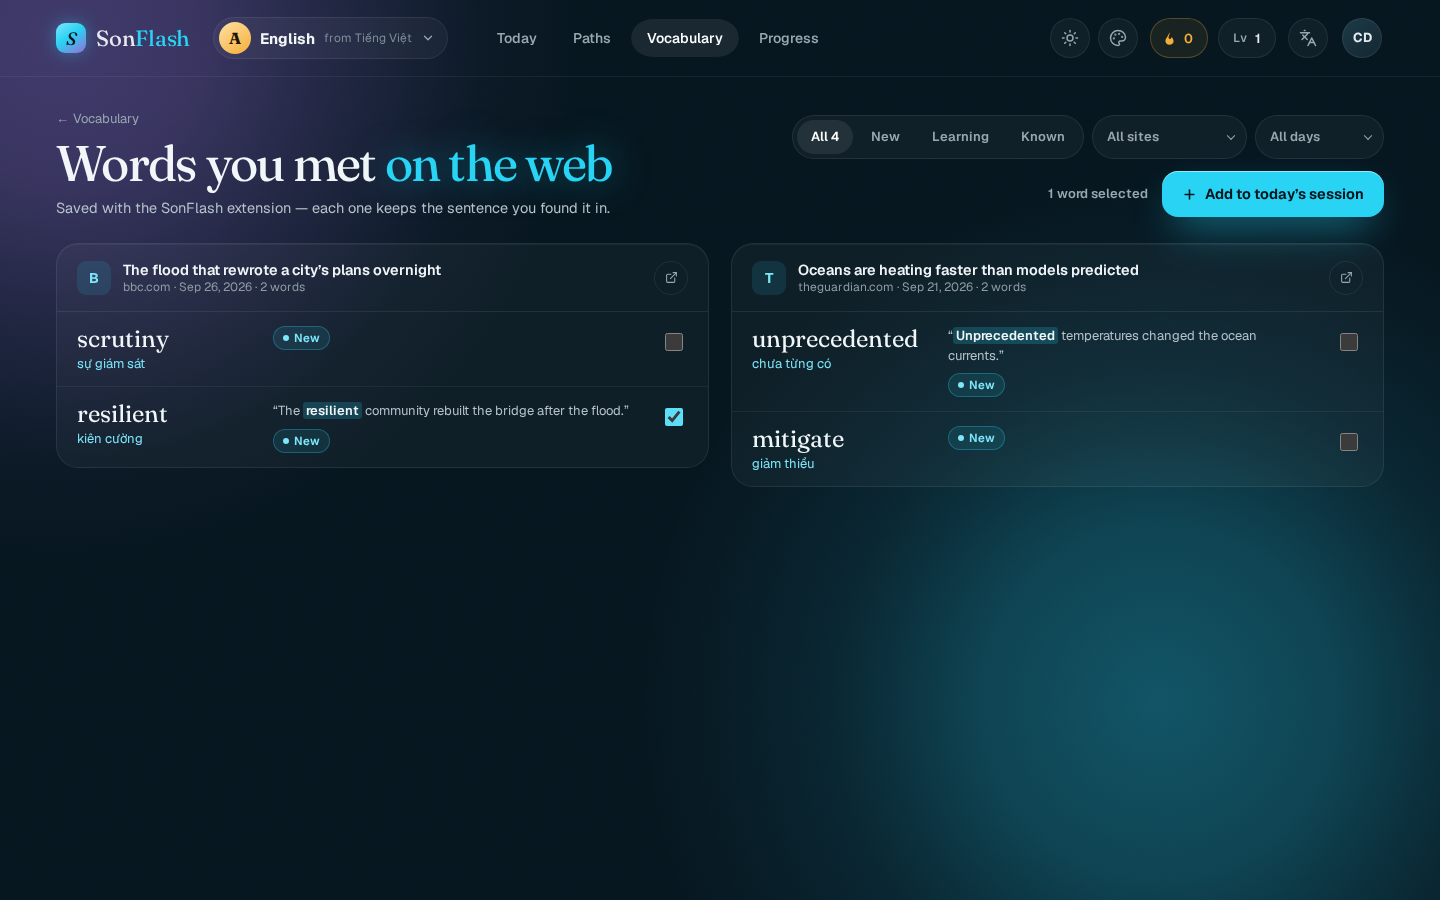 S SonFlash
A English from Tiếng Việt
Today Paths Vocabulary Progress
0
Lv 1
CD
← Vocabulary
Words you met on the web
Saved with the SonFlash extension — each one keeps the sentence you found it in.
All 4 New Learning Known
All sites
All days
1 word selected
+ Add to today’s session
B
The flood that rewrote a city’s plans overnight
bbc.com · Sep 26, 2026 · 2 words
scrutiny
sự giám sát
New
resilient
kiên cường
“The resilient community rebuilt the bridge after the flood.”
New
T
Oceans are heating faster than models predicted
theguardian.com · Sep 21, 2026 · 2 words
unprecedented
chưa từng có
“Unprecedented temperatures changed the ocean
currents.”
New
mitigate
giảm thiểu
New